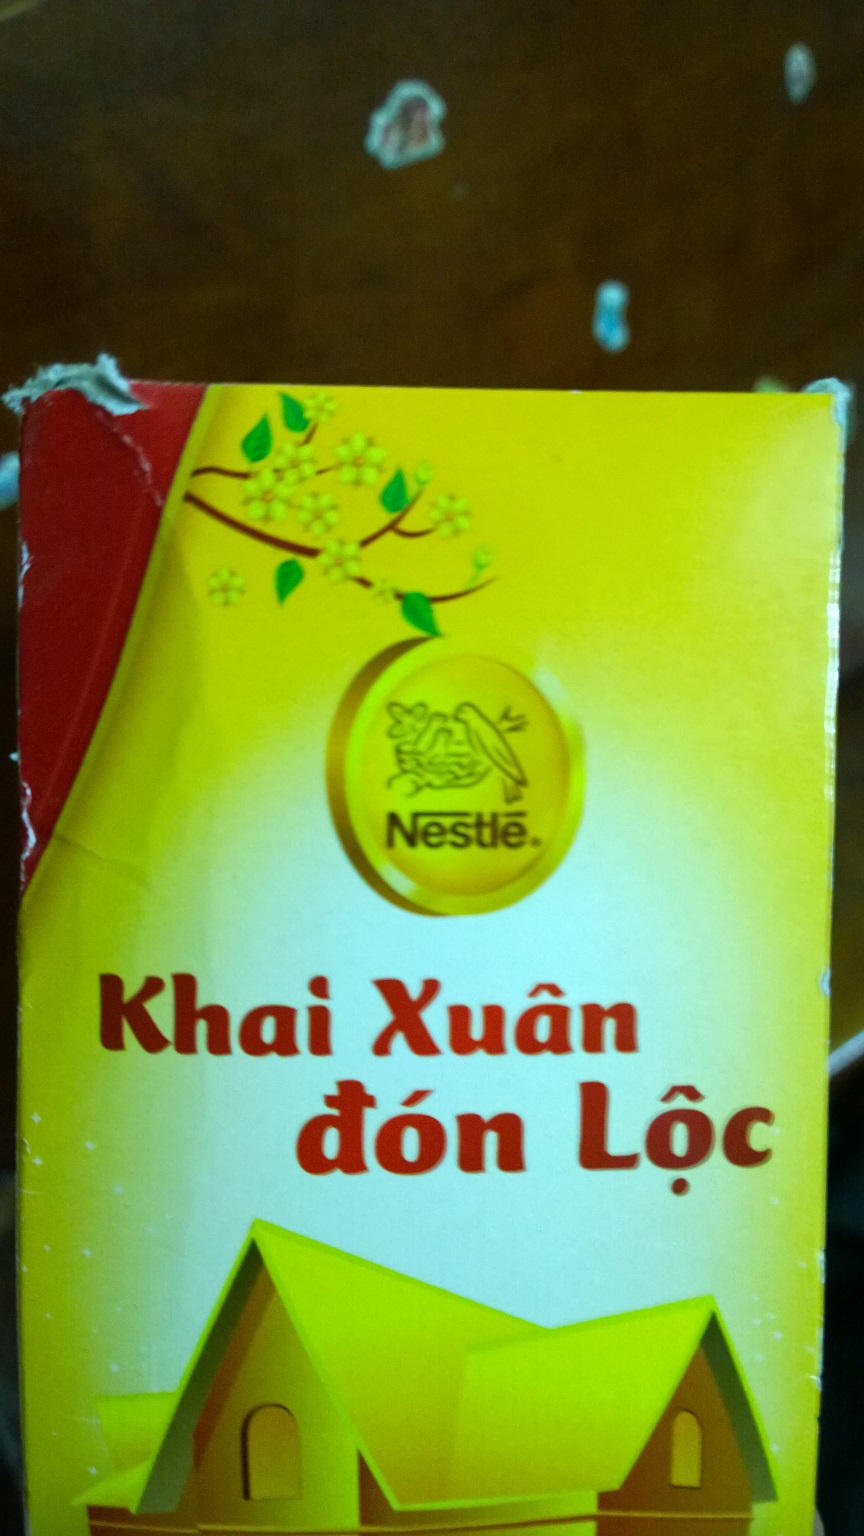 Nestlé
Khai Xuân
đón Lộc